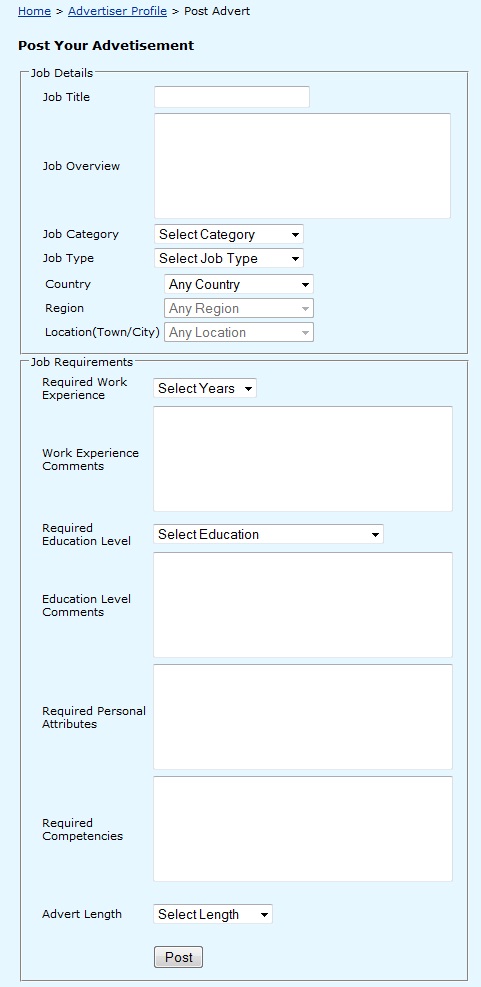 Home > Advertiser Profile > Post Advert
Post Your Advetisement
Job Details
Job Title
Job Overview
Job Category Select Category
Job Type Select Job Type
Country Any Country
Region Any Region
Location(Town/City) Any Location
Job Requirements
Required Work
Experience
Select Years
Work Experience
Comments
Required
Education Level
Select Education
Education Level
Comments
Required Personal
Attributes
Required
Competencies
Advert Length Select Length
Post